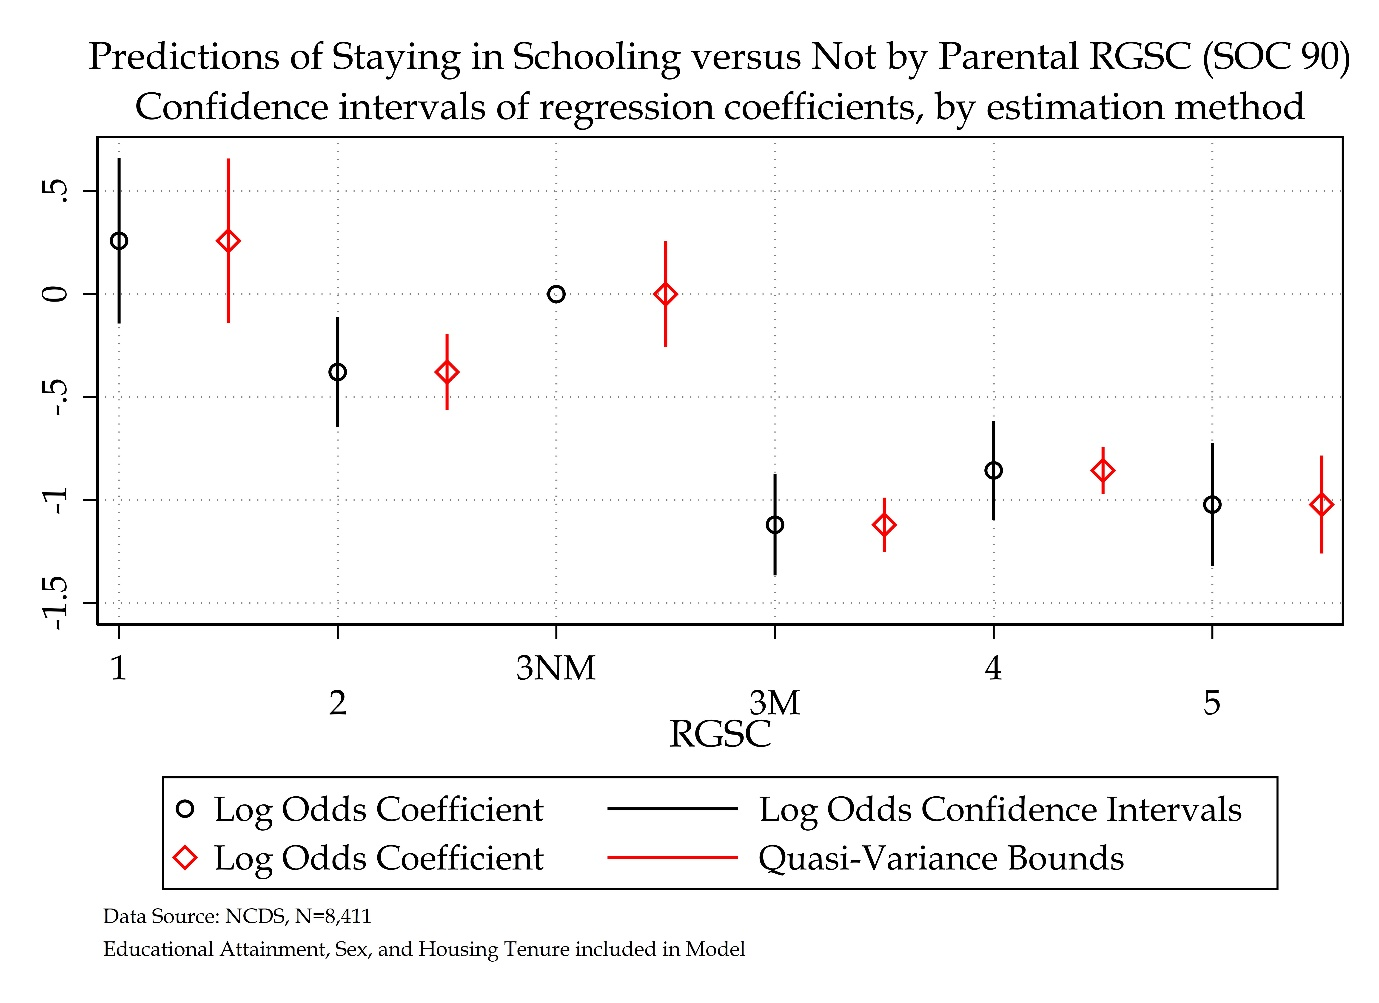 Predictions of Staying in Schooling versus Not by Parental RGSC (SOC 90)
Confidence intervals of regression coefficients, by estimation method
.5
0
-.5
-1
-1.5
1
2
3NM
3M
4
5
RGSC
Log Odds Coefficient
Log Odds Confidence Intervals
Log Odds Coefficient
Quasi-Variance Bounds
Data Source: NCDS, N=8,411
Educational Attainment, Sex, and Housing Tenure included in Model